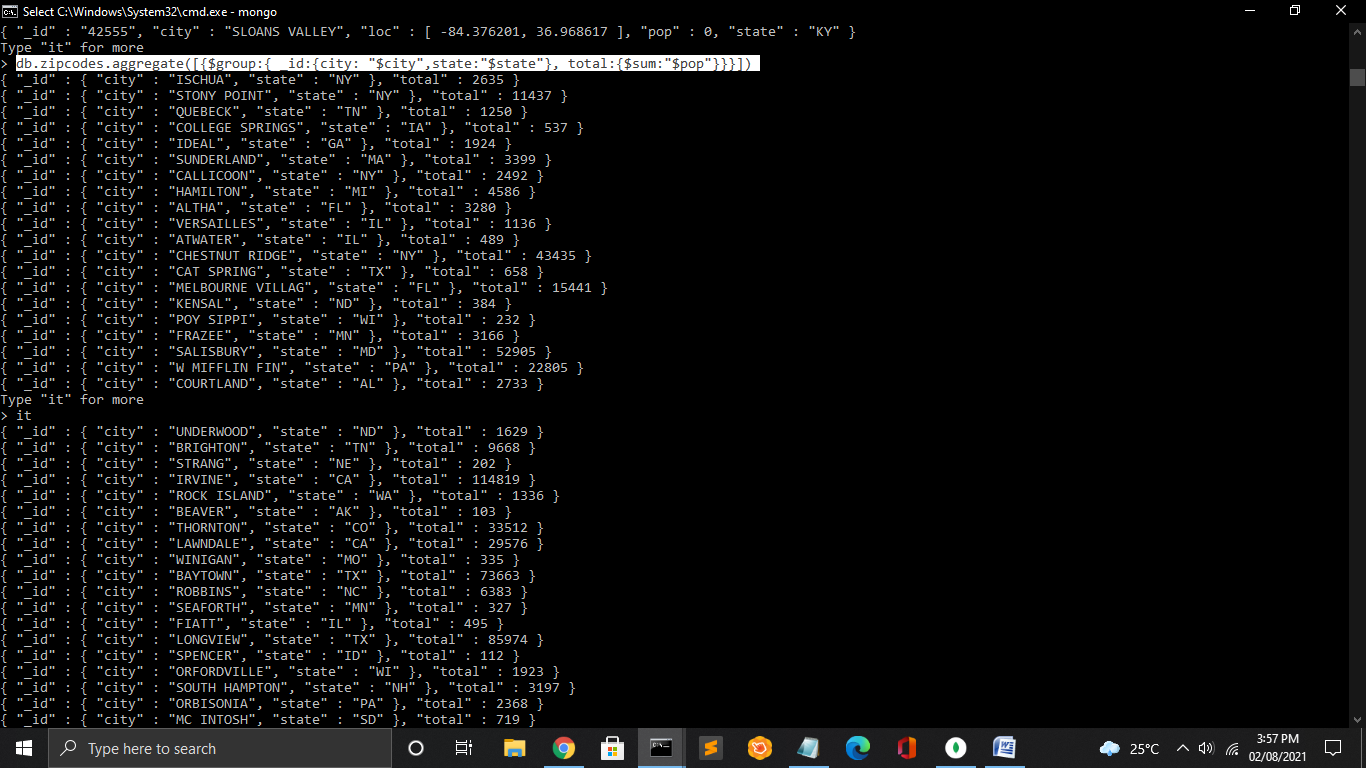 Select C:\Windows\System32\cmd.exe - mongo
{ "_id" : "42555", "city" : "SLOANS VALLEY", "loc" : [ -84.376201, 36.968617 ], "pop" : 0, "state" : "KY" }
Type "it" for more
> db.zipcodes.aggregate([{$group:{ _id:{city: "$city",state:"$state"}, total:{$sum:"$pop"}}}])
{ "_id" : { "city" : "ISCHUA", "state" : "NY" }, "total" : 2635 }
{ "_id" : { "city" : "STONY POINT", "state" : "NY" }, "total" : 11437 }
{ "_id" : { "city" : "QUEBECK", "state" : "TN" }, "total" : 1250 }
{ "_id" : { "city" : "COLLEGE SPRINGS", "state" : "IA" }, "total" : 537 }
{ "_id" : { "city" : "IDEAL", "state" : "GA" }, "total" : 1924 }
{ "_id" : { "city" : "SUNDERLAND", "state" : "MA" }, "total" : 3399 }
{ "_id" : { "city" : "CALLICOON", "state" : "NY" }, "total" : 2492 }
{ "_id" : { "city" : "HAMILTON", "state" : "MI" }, "total" : 4586 }
{ "_id" : { "city" : "ALTHA", "state" : "FL" }, "total" : 3280 }
{ "_id" : { "city" : "VERSAILLES", "state" : "IL" }, "total" : 1136 }
{ "_id" : { "city" : "ATWATER", "state" : "IL" }, "total" : 489 }
{ "_id" : { "city" : "CHESTNUT RIDGE", "state" : "NY" }, "total" : 43435 }
{ "_id" : { "city" : "CAT SPRING", "state" : "TX" }, "total" : 658 }
{ "_id" : { "city" : "MELBOURNE VILLAG", "state" : "FL" }, "total" : 15441 }
{ "_id" : { "city" : "KENSAL", "state" : "ND" }, "total" : 384 }
{ "_id" : { "city" : "POY SIPPI", "state" : "WI" }, "total" : 232 }
{ "_id" : { "city" : "FRAZEE", "state" : "MN" }, "total" : 3166 }
{ "_id" : { "city" : "SALISBURY", "state" : "MD" }, "total" : 52905 }
{ "_id" : { "city" : "W MIFFLIN FIN", "state" : "PA" }, "total" : 22805 }
{ "_id" : { "city" : "COURTLAND", "state" : "AL" }, "total" : 2733 }
Type "it" for more
> it
{ "_id" : { "city" : "UNDERWOOD", "state" : "ND" }, "total" : 1629 }
{ "_id" : { "city" : "BRIGHTON", "state" : "TN" }, "total" : 9668 }
{ "_id" : { "city" : "STRANG", "state" : "NE" }, "total" : 202 }
{ "_id" : { "city" : "IRVINE", "state" : "CA" }, "total" : 114819 }
{ "_id" : { "city" : "ROCK ISLAND", "state" : "WA" }, "total" : 1336 }
{ "_id" : { "city" : "BEAVER", "state" : "AK" }, "total" : 103 }
{ "_id" : { "city" : "THORNTON", "state" : "CO" }, "total" : 33512 }
{ "_id" : { "city" : "LAWNDALE", "state" : "CA" }, "total" : 29576 }
{ "_id" : { "city" : "WINIGAN", "state" : "MO" }, "total" : 335 }
{ "_id" : { "city" : "BAYTOWN", "state" : "TX" }, "total" : 73663 }
{ "_id" : { "city" : "ROBBINS", "state" : "NC" }, "total" : 6383 }
{ "_id" : { "city" : "SEAFORTH", "state" : "MN" }, "total" : 327 }
{ "_id" : { "city" : "FIATT", "state" : "IL" }, "total" : 495 }
{ "_id" : { "city" : "LONGVIEW", "state" : "TX" }, "total" : 85974 }
{ "_id" : { "city" : "SPENCER", "state" : "ID" }, "total" : 112 }
{ "_id" : { "city" : "ORFORDVILLE", "state" : "WI" }, "total" : 1923 }
{ "_id" : { "city" : "SOUTH HAMPTON", "state" : "NH" }, "total" : 3197 }
{ "_id" : { "city" : "ORBISONIA", "state" : "PA" }, "total" : 2368 }
{ "_id" : { "city" : "MC INTOSH", "state" : "SD" }, "total" : 719 }
Type here to search
25°C
3:57 PM
02/08/2021